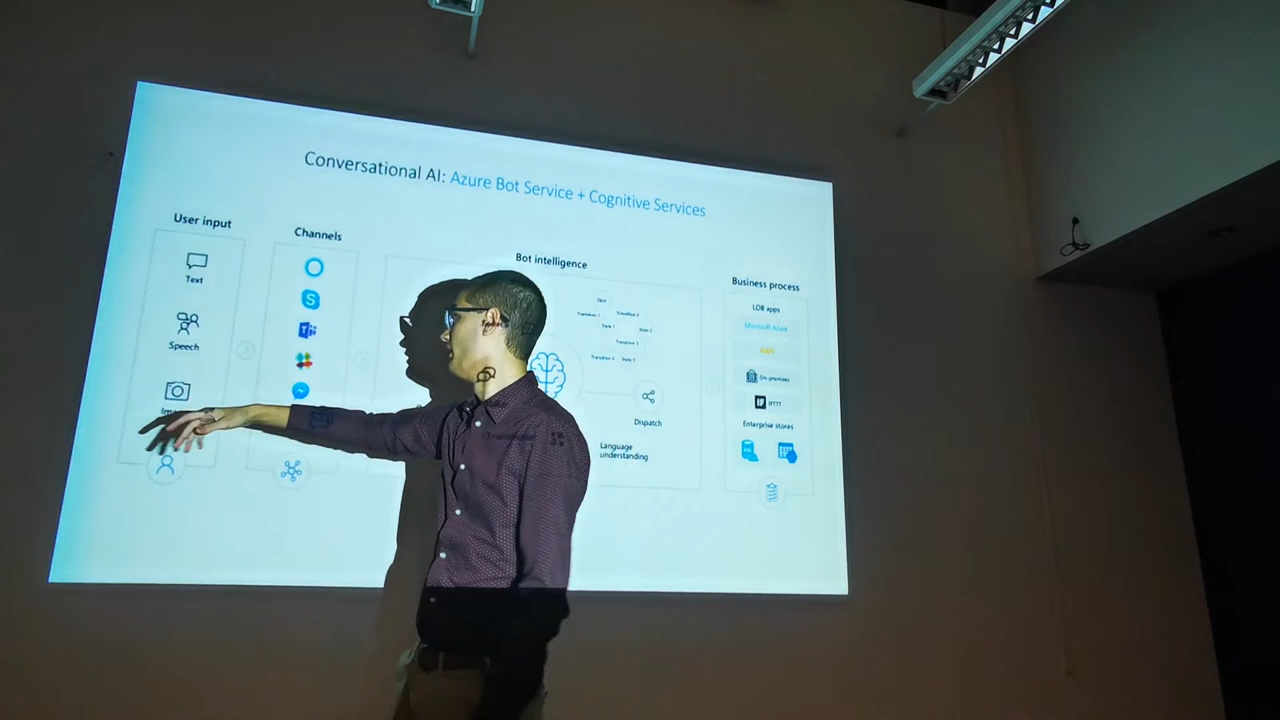 Conversational AI: Azure Bot Service + Cognitive Services
User input
Text
Speech
Channels
Bot intelligence
Dispatch
Language
understanding
Business process
LOB apps
Microsoft Azure
AWS
On-premises
IF IFTTT
Enterprise stores